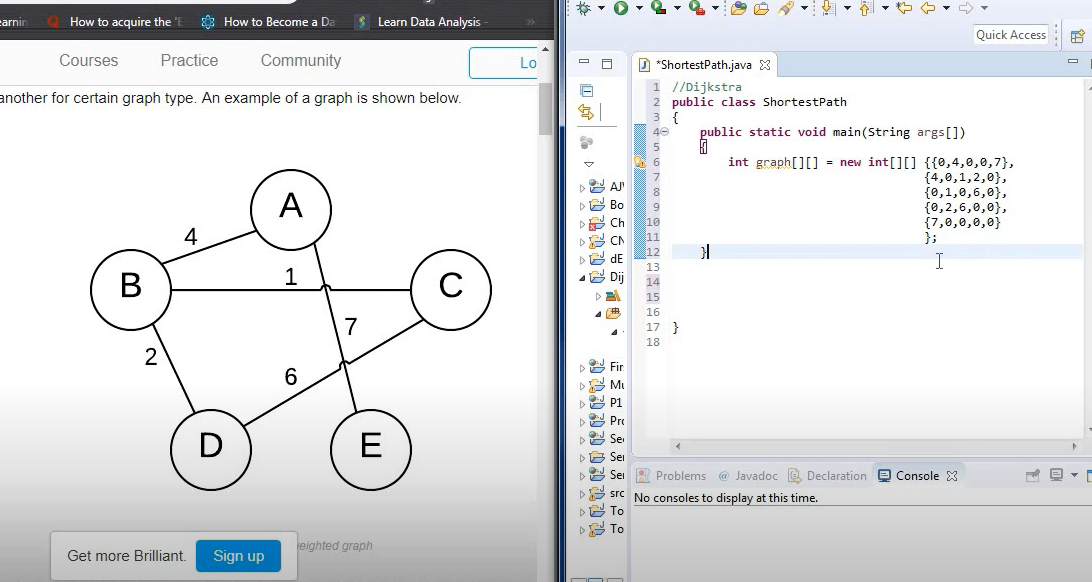 How to acquire the 'E
How to Become a Da
Learn Data Analysis -
Courses
Practice
Community
Lo
another for certain graph type. An example of a graph is shown below.
A
4
B
1
C
7
2
6
D
E
Get more Brilliant.
Sign up
weighted graph
Quick Access
*ShortestPath.java
1 //Dijkstra
2 public class ShortestPath
3 {
4 public static void main(String args[])
5 {
6 int graph[][] = new int[][] {{0,4,0,0,7},
7 {4,0,1,2,0},
8 {0,1,0,6,0},
9 {0,2,6,0,0},
10 {7,0,0,0,0}
11 };
12 }
13
14
15
16
17 }
18
AJ
Bo
Ch
CN
dE
Dij
Fir
Mu
P1
Pro
Se
Se
Se
src
To
To
Problems
@ Javadoc
Declaration
Console
No consoles to display at this time.